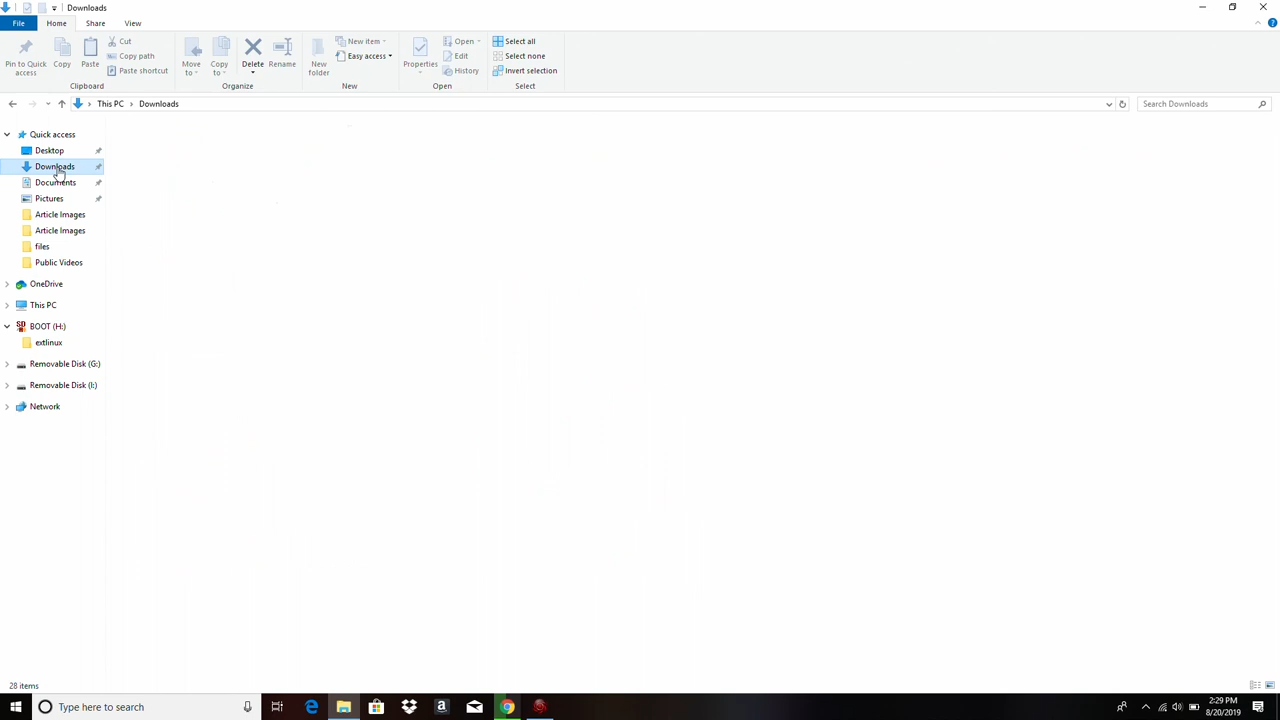 Downloads
File Home Share View
Pin to Quick access
Copy
Paste
Cut
Copy path
Paste shortcut
Clipboard
Move to
Copy to
Delete
Rename
Organize
New folder
New item
Easy access
New
Properties
Open
Edit
History
Open
Select all
Select none
Invert selection
Select
This PC > Downloads
Search Downloads
Quick access
Desktop
Downloads
Documents
Pictures
Article Images
Article Images
files
Public Videos
OneDrive
This PC
BOOT (H:)
extlinux
Removable Disk (G:)
Removable Disk (I:)
Network
28 items
Type here to search
2:29 PM
8/20/2019